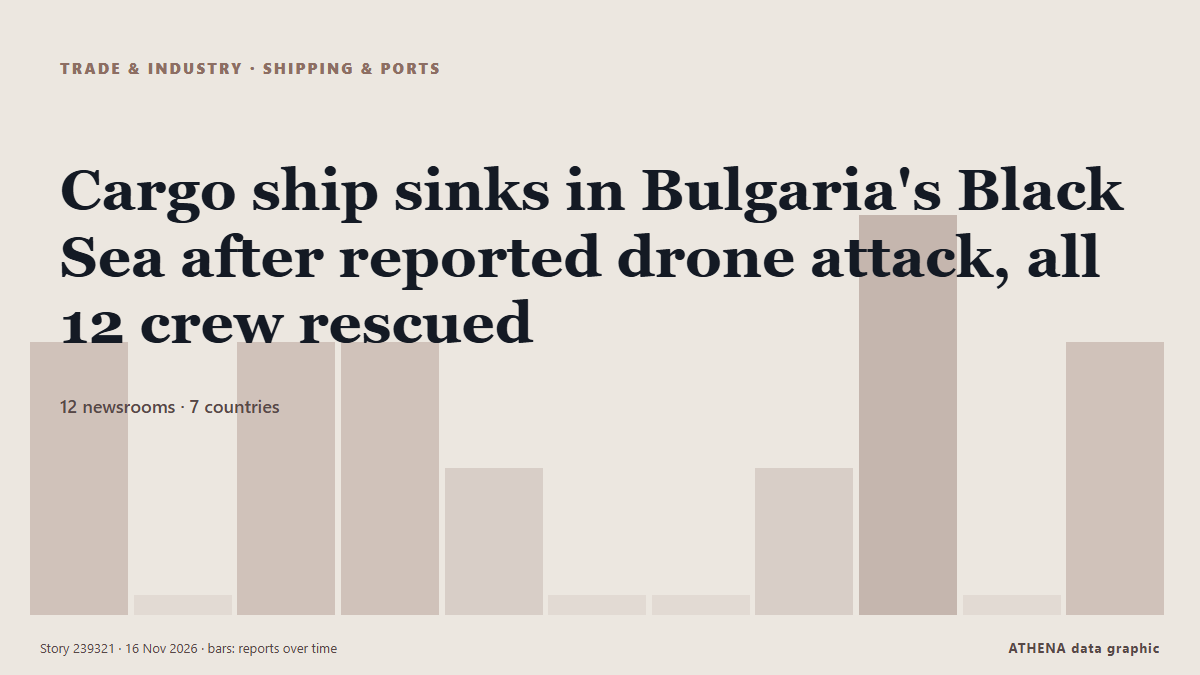 TRADE & INDUSTRY · SHIPPING & PORTS
Cargo ship sinks in Bulgaria's Black
Sea after reported drone attack, all
12 crew rescued
12 newsrooms · 7 countries
Story 239321 · 16 Nov 2026 · bars: reports over time
ATHENA data graphic